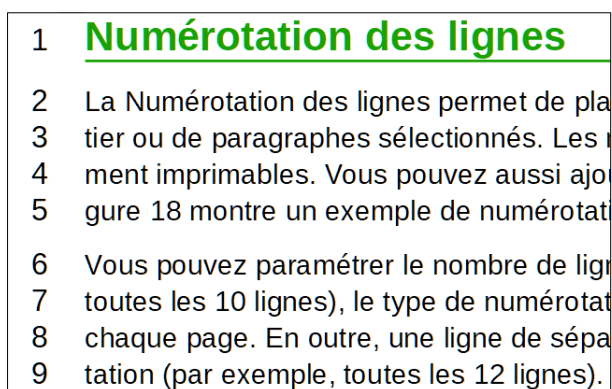 1 Numérotation des lignes
2 La Numérotation des lignes permet de pla
3 tier ou de paragraphes sélectionnés. Les
4 ment imprimables. Vous pouvez aussi ajou
5 gure 18 montre un exemple de numérotati
6 Vous pouvez paramétrer le nombre de lign
7 toutes les 10 lignes), le type de numérotat
8 chaque page. En outre, une ligne de sépa
9 tation (par exemple, toutes les 12 lignes).